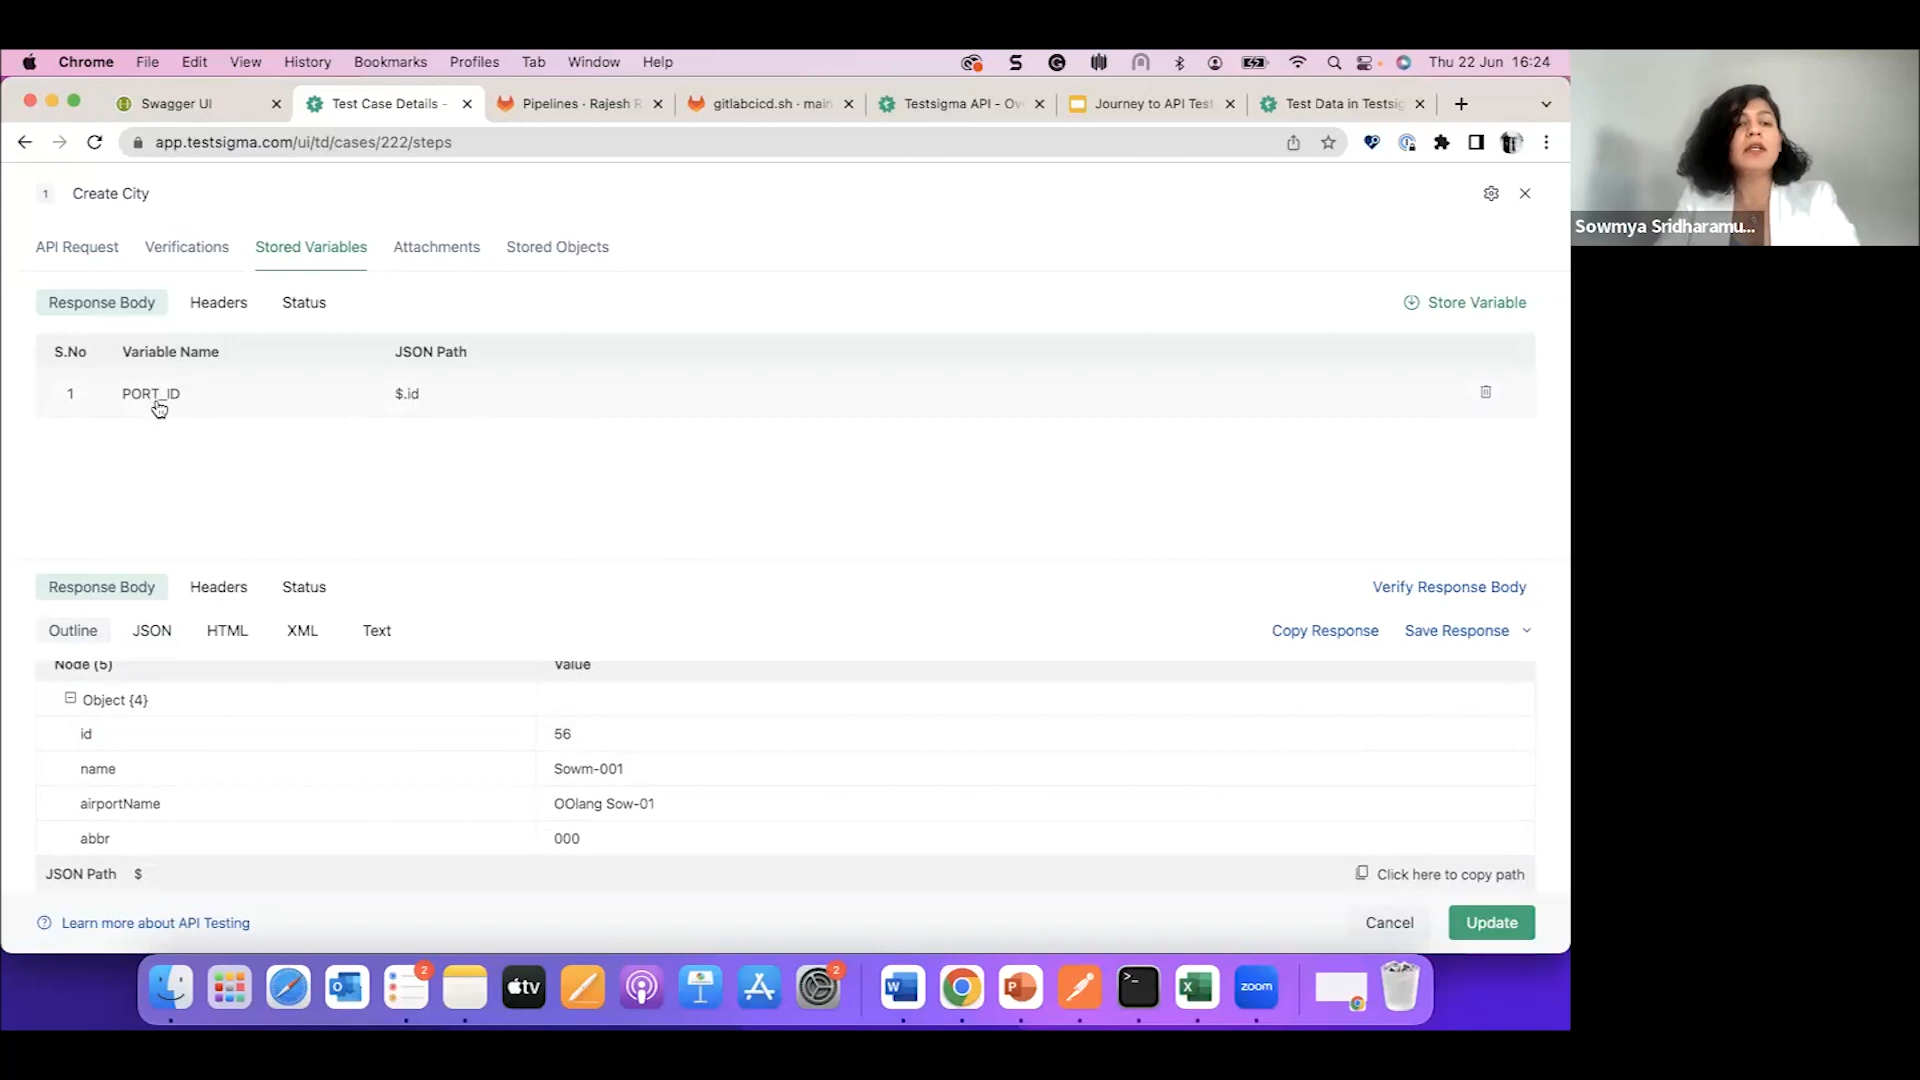 Chrome File Edit View History Bookmarks Profiles Tab Window Help Thu 22 Jun 16:24
Swagger UI Test Case Details - Pipelines · Rajesh R gitlabcicd.sh · main Testsigma API - Ov Journey to API Test Test Data in Testsig
app.testsigma.com/ui/td/cases/222/steps
1 Create City
API Request Verifications Stored Variables Attachments Stored Objects
Sowmya Sridharamu...
Response Body Headers Status Store Variable
S.No Variable Name JSON Path
1 PORT_ID $.id
Response Body Headers Status Verify Response Body
Outline JSON HTML XML Text Copy Response Save Response
Node (5) Value
Object {4}
id 56
name Sowm-001
airportName OOlang Sow-01
abbr 000
JSON Path $ Click here to copy path
Learn more about API Testing Cancel Update
2 tv 2 W P X zoom